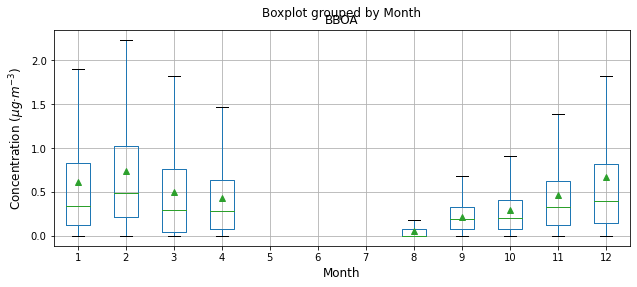 Boxplot grouped by Month
BBOA
Concentration (μg·m⁻³)
2.0
1.5
1.0
0.5
0.0
1 2 3 4 5 6 7 8 9 10 11 12
Month